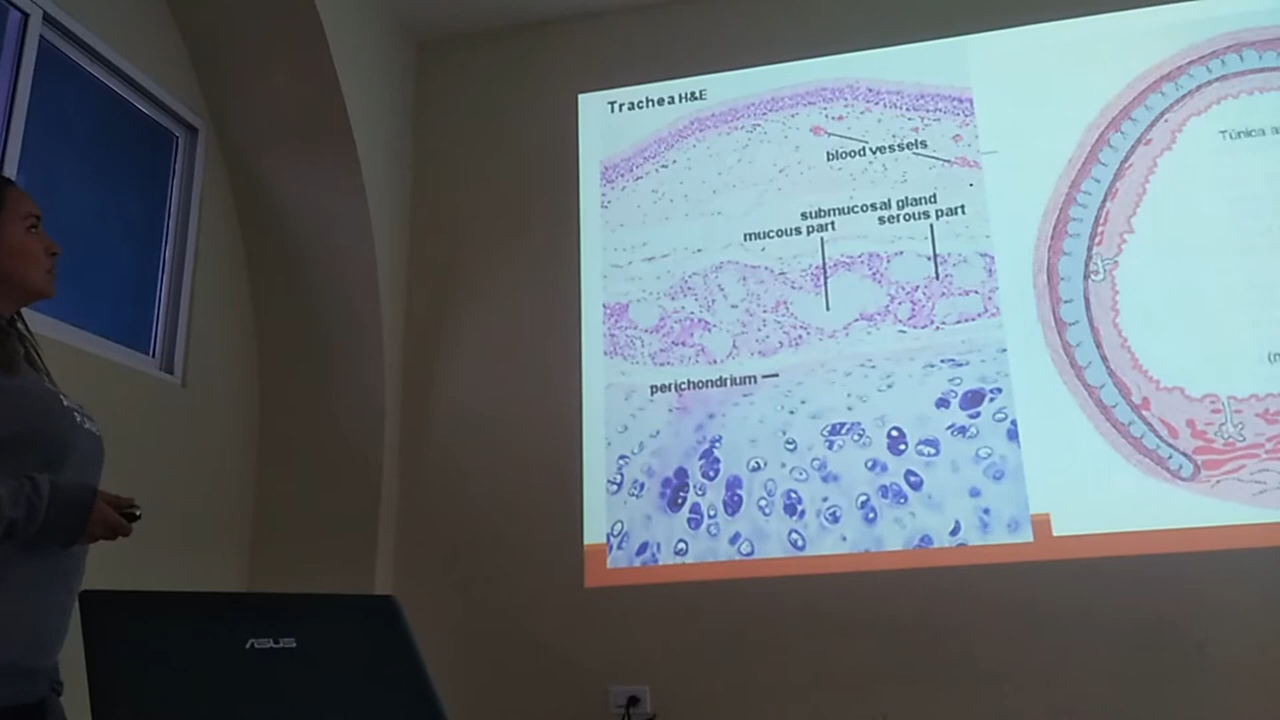 Trachea H&E
blood vessels
submucosal gland
mucous part
serous part
perichondrium
Túnica
ASUS